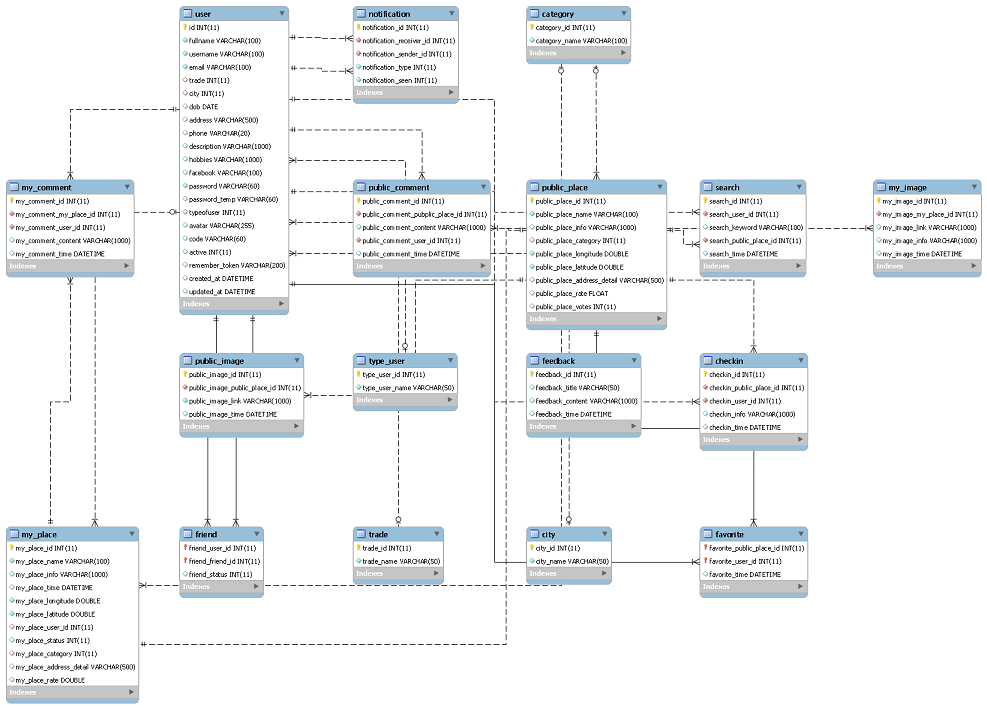 user
id INT(11)
fullname VARCHAR(100)
username VARCHAR(100)
email VARCHAR(100)
trade INT(11)
city INT(11)
dob DATE
address VARCHAR(500)
phone VARCHAR(20)
description VARCHAR(1000)
hobbies VARCHAR(1000)
facebook VARCHAR(100)
password VARCHAR(60)
password_temp VARCHAR(60)
typeofuser INT(11)
avatar VARCHAR(255)
code VARCHAR(60)
active INT(11)
remember_token VARCHAR(200)
created_at DATETIME
updated_at DATETIME
Indexes
notification
notification_id INT(11)
notification_receiver_id INT(11)
notification_sender_id INT(11)
notification_type INT(11)
notification_seen INT(11)
Indexes
category
category_id INT(11)
category_name VARCHAR(100)
Indexes
my_comment
my_comment_id INT(11)
my_comment_my_place_id INT(11)
my_comment_user_id INT(11)
my_comment_content VARCHAR(1000)
my_comment_time DATETIME
Indexes
public_comment
public_comment_id INT(11)
public_comment_pubplic_place_id INT(11)
public_comment_content VARCHAR(1000)
public_comment_user_id INT(11)
public_comment_time DATETIME
Indexes
public_place
public_place_id INT(11)
public_place_name VARCHAR(100)
public_place_info VARCHAR(1000)
public_place_category INT(11)
public_place_longitude DOUBLE
public_place_latitude DOUBLE
public_place_address_detail VARCHAR(500)
public_place_rate FLOAT
public_place_votes INT(11)
Indexes
search
search_id INT(11)
search_user_id INT(11)
search_keyword VARCHAR(100)
search_public_place_id INT(11)
search_time DATETIME
Indexes
my_image
my_image_id INT(11)
my_image_my_place_id INT(11)
my_image_link VARCHAR(1000)
my_image_info VARCHAR(1000)
my_image_time DATETIME
Indexes
public_image
public_image_id INT(11)
public_image_public_place_id INT(11)
public_image_link VARCHAR(1000)
public_image_time DATETIME
Indexes
type_user
type_user_id INT(11)
type_user_name VARCHAR(50)
Indexes
feedback
feedback_id INT(11)
feedback_title VARCHAR(50)
feedback_content VARCHAR(1000)
feedback_time DATETIME
Indexes
checkin
checkin_id INT(11)
checkin_public_place_id INT(11)
checkin_user_id INT(11)
checkin_info VARCHAR(1000)
checkin_time DATETIME
Indexes
my_place
my_place_id INT(11)
my_place_name VARCHAR(100)
my_place_info VARCHAR(1000)
my_place_time DATETIME
my_place_longitude DOUBLE
my_place_latitude DOUBLE
my_place_user_id INT(11)
my_place_status INT(11)
my_place_category INT(11)
my_place_address_detail VARCHAR(500)
my_place_rate DOUBLE
Indexes
friend
friend_user_id INT(11)
friend_friend_id INT(11)
friend_status INT(11)
Indexes
trade
trade_id INT(11)
trade_name VARCHAR(50)
Indexes
city
city_id INT(11)
city_name VARCHAR(50)
Indexes
favorite
favorite_public_place_id INT(11)
favorite_user_id INT(11)
favorite_time DATETIME
Indexes